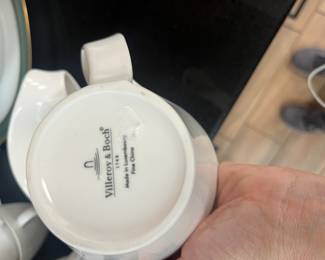 Villeroy & Boch
1748
Made in Luxembourg
Fine China